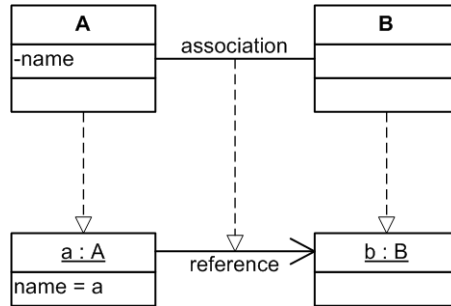 A
B
association
-name
a : A
b : B
reference
name = a